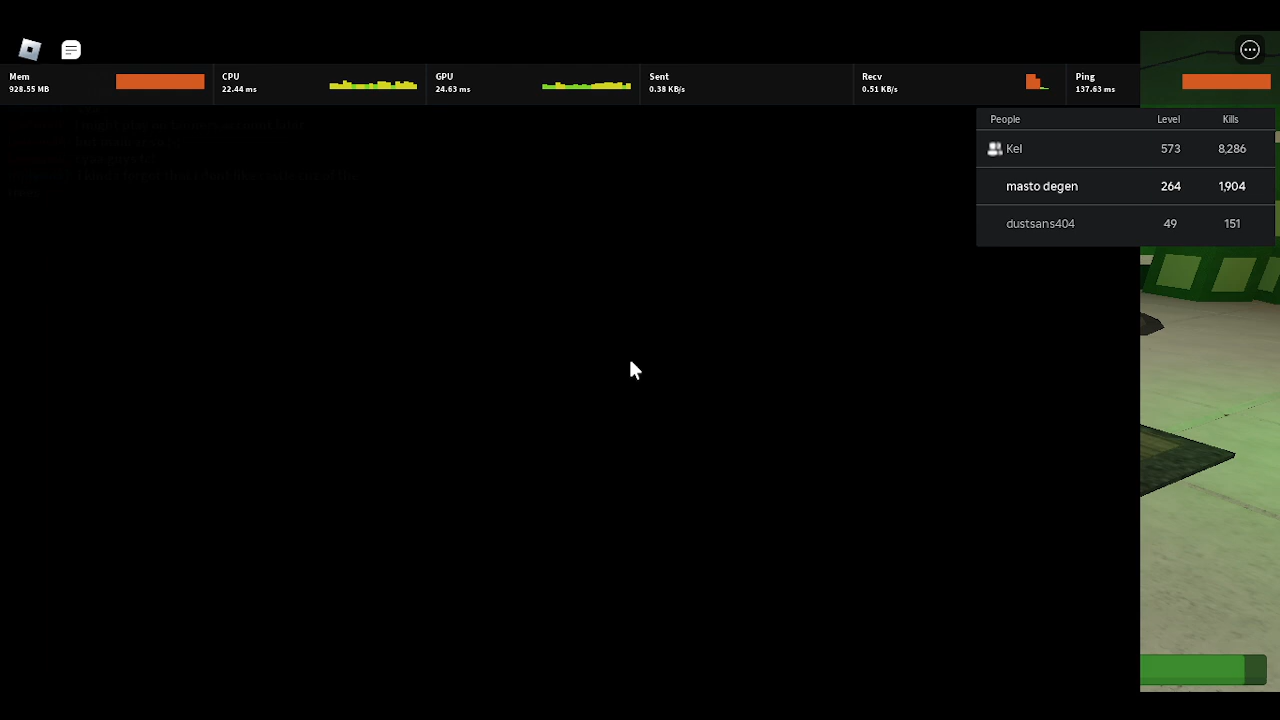 Mem
928.55 MB
CPU
22.44 ms
GPU
24.63 ms
Sent
0.38 KB/s
Recv
0.51 KB/s
Ping
137.63 ms
People Level Kills
Kel 573 8,286
masto degen 264 1,904
dustsans404 49 151